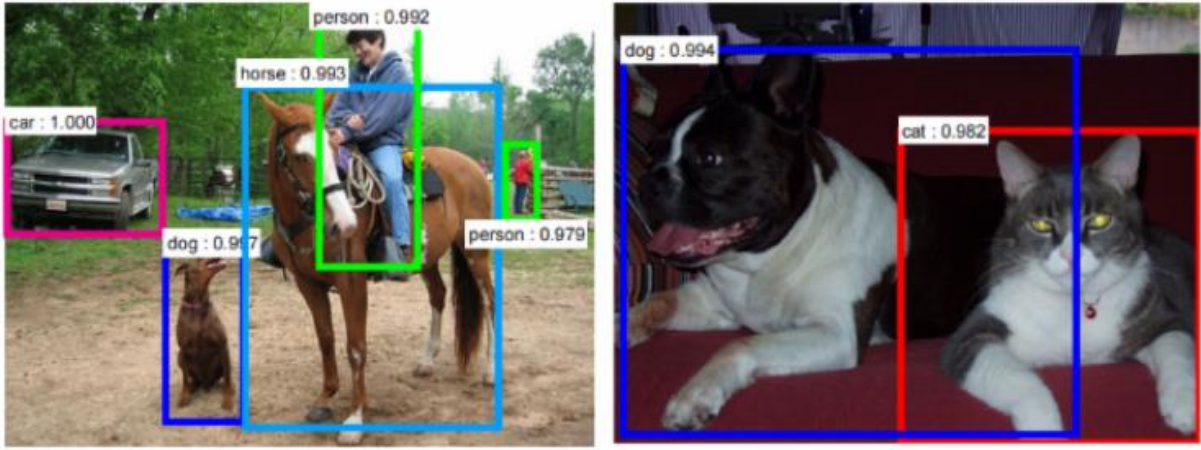 person : 0.992
horse : 0.993
car : 1.000
dog : 0.997
person : 0.979
dog : 0.994
cat : 0.982